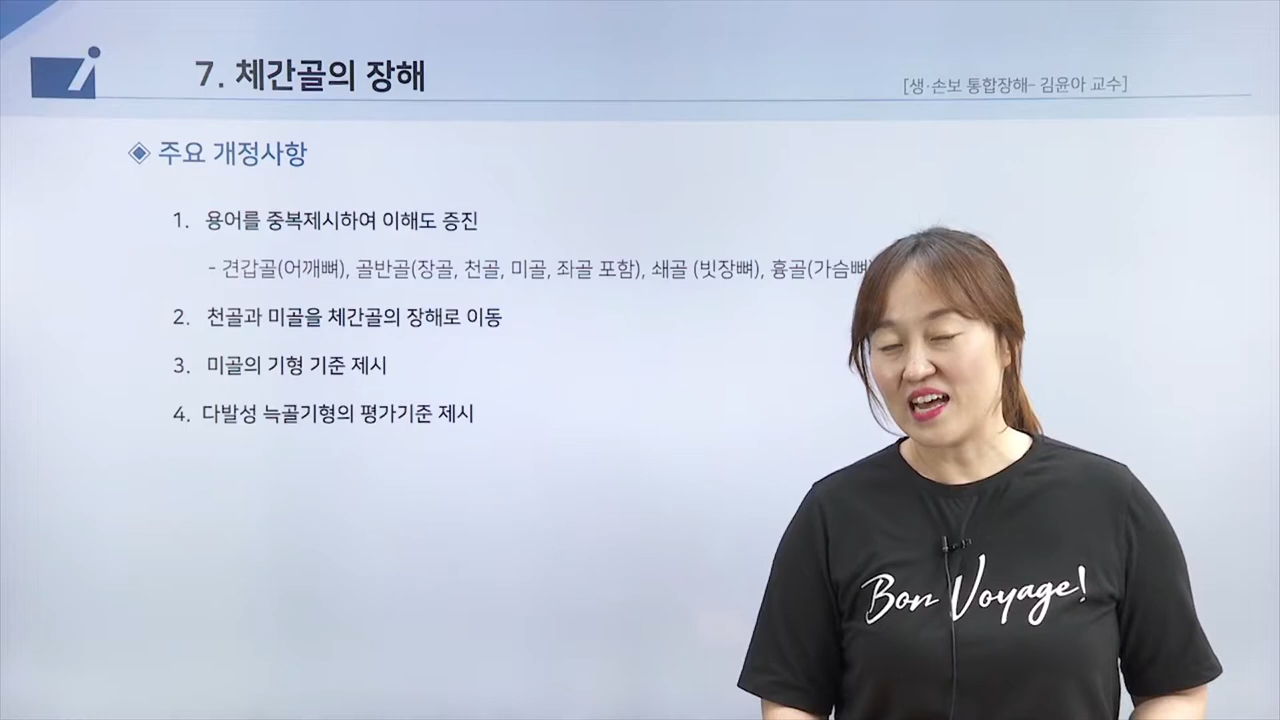 7. 체간골의 장해
[생·손보 통합장해- 김윤아 교수]
◈ 주요 개정사항
1. 용어를 중복제시하여 이해도 증진
- 견갑골(어깨뼈), 골반골(장골, 천골, 미골, 좌골 포함), 쇄골 (빗장뼈), 흉골(가슴뼈
2. 천골과 미골을 체간골의 장해로 이동
3. 미골의 기형 기준 제시
4. 다발성 늑골기형의 평가기준 제시
Bon Voyage!